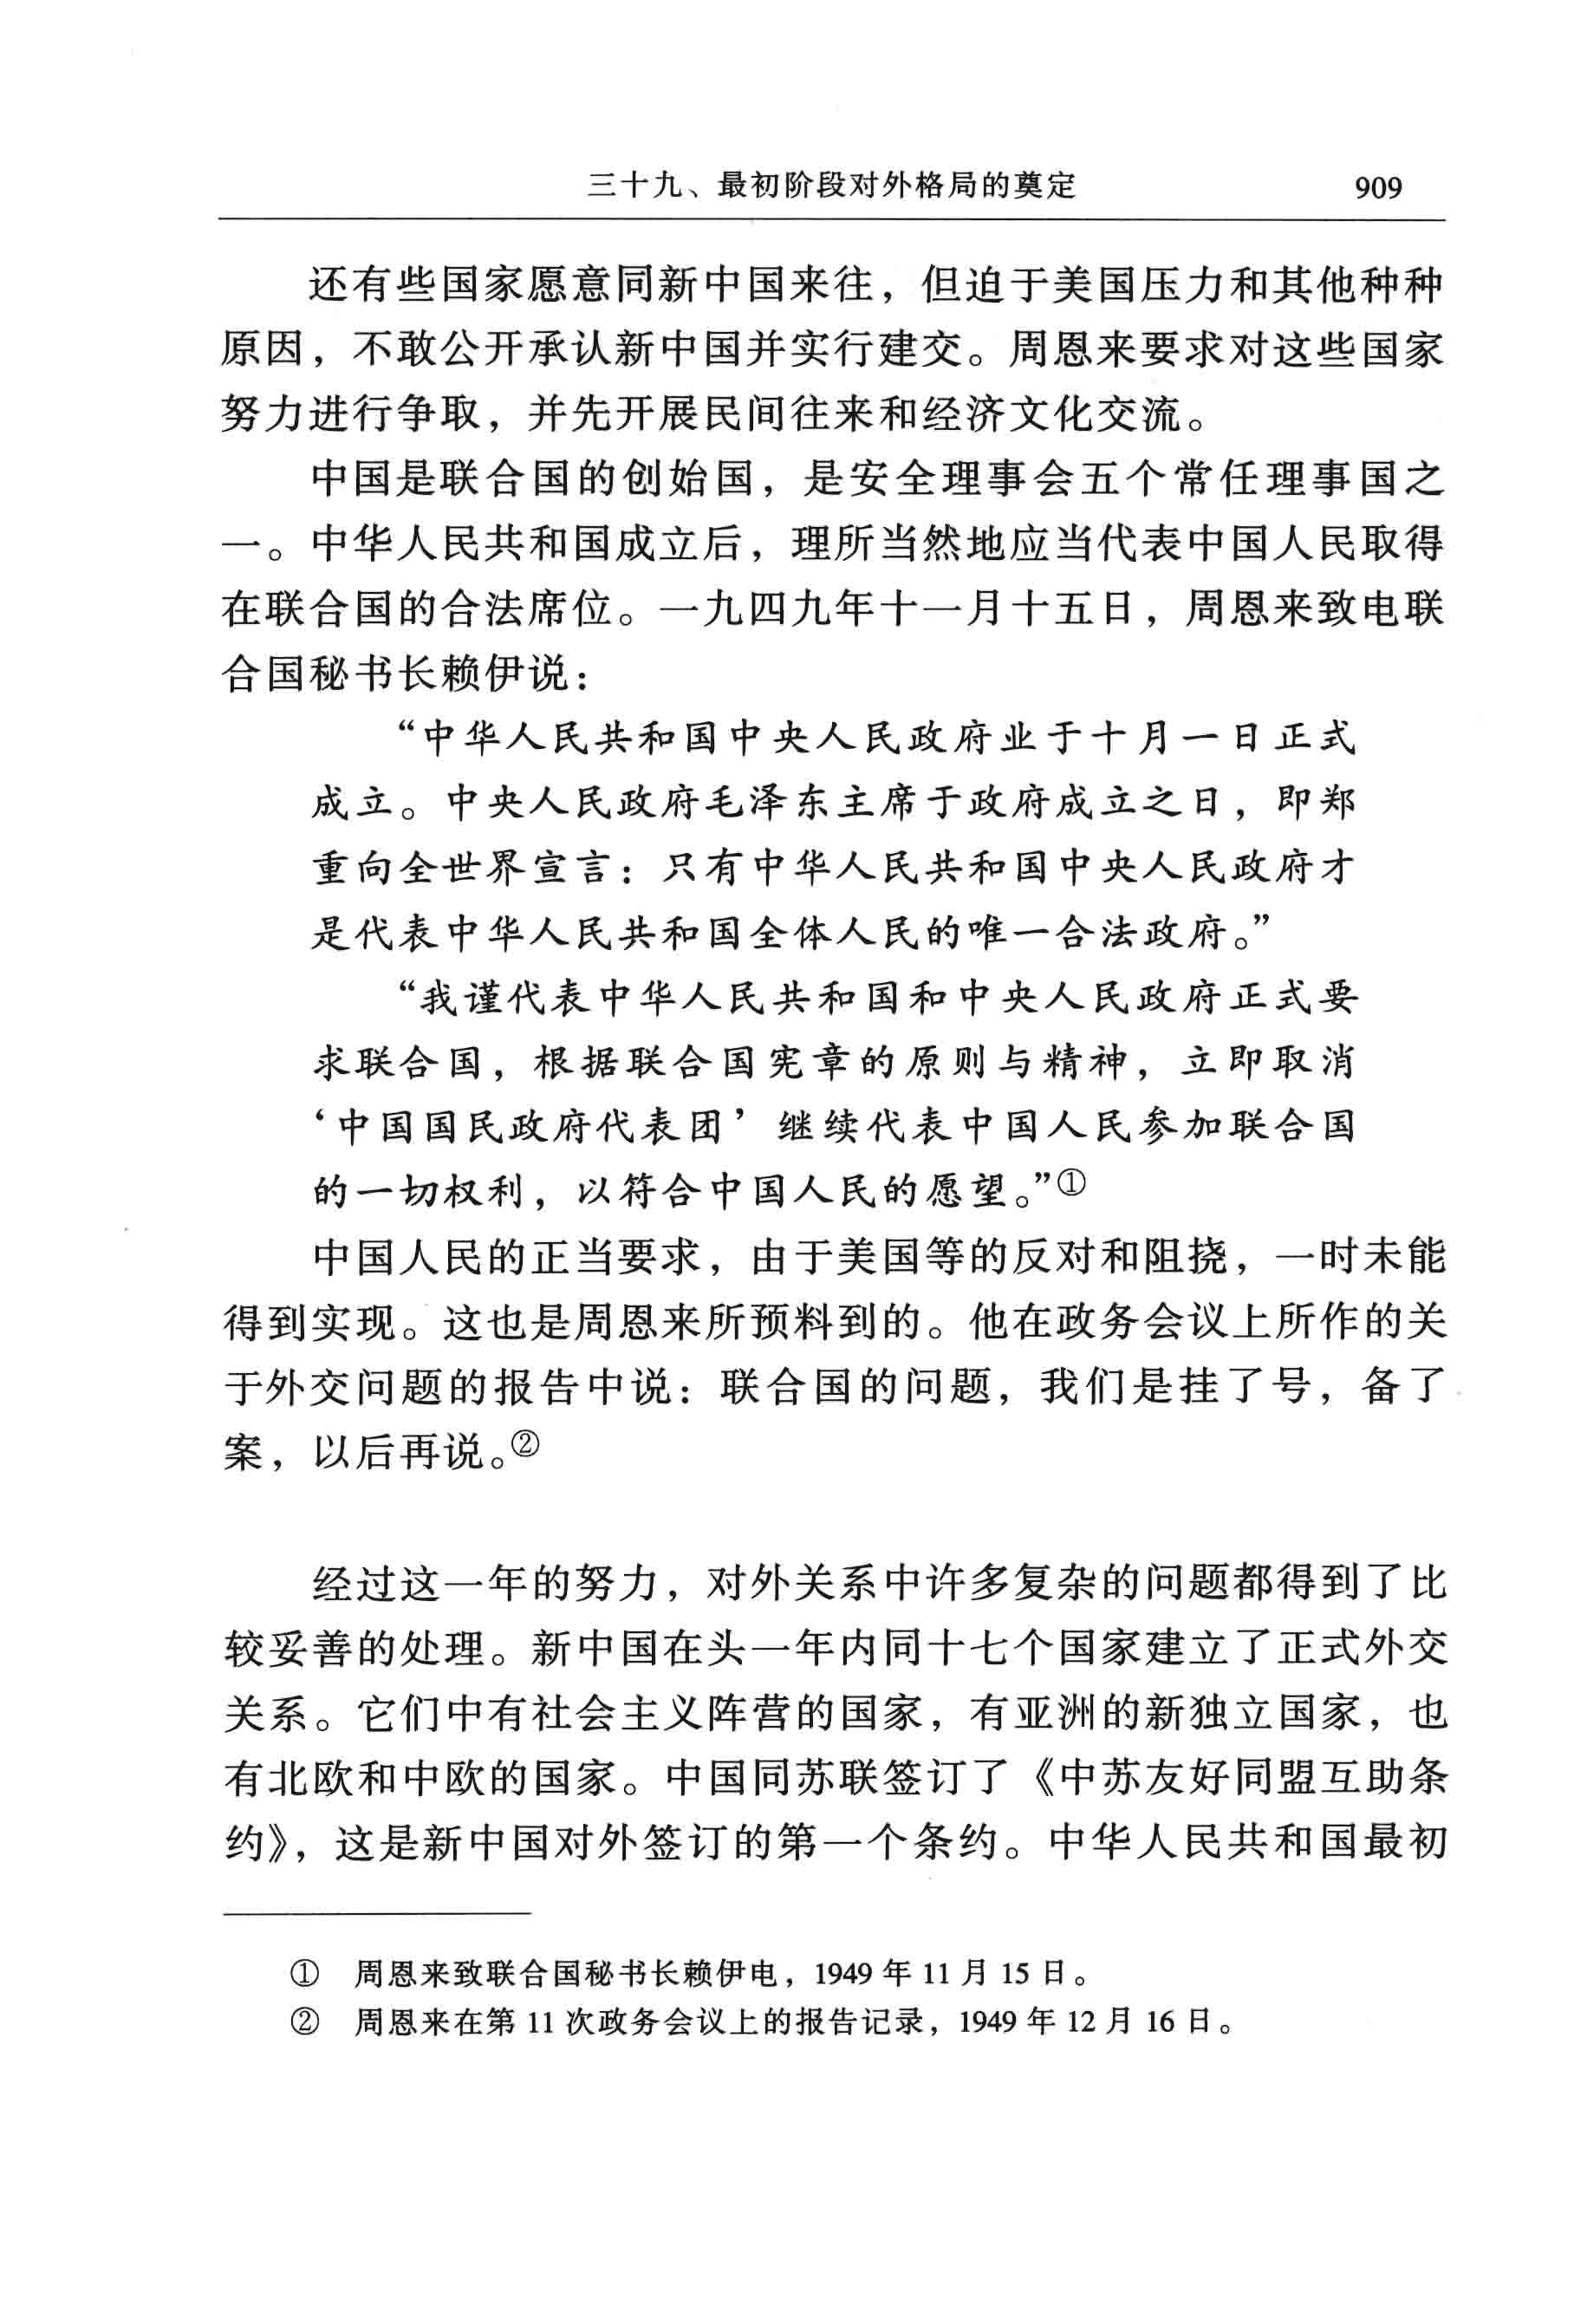 三十九、最初阶段对外格局的奠定 909
还有些国家愿意同新中国来往，但迫于美国压力和其他种种
原因，不敢公开承认新中国并实行建交。周恩来要求对这些国家
努力进行争取，并先开展民间往来和经济文化交流。
中国是联合国的创始国，是安全理事会五个常任理事国之
一。中华人民共和国成立后，理所当然地应当代表中国人民取得
在联合国的合法席位。一九四九年十一月十五日，周恩来致电联
合国秘书长赖伊说：
“中华人民共和国中央人民政府业于十月一日正式
成立。中央人民政府毛泽东主席于政府成立之日，即郑
重向全世界宣言：只有中华人民共和国中央人民政府才
是代表中华人民共和国全体人民的唯一合法政府。”
“我谨代表中华人民共和国和中央人民政府正式要
求联合国，根据联合国宪章的原则与精神，立即取消
‘中国国民政府代表团’继续代表中国人民参加联合国
的一切权利，以符合中国人民的愿望。”①
中国人民的正当要求，由于美国等的反对和阻挠，一时未能
得到实现。这也是周恩来所预料到的。他在政务会议上所作的关
于外交问题的报告中说：联合国的问题，我们是挂了号，备了
案，以后再说。②
经过这一年的努力，对外关系中许多复杂的问题都得到了比
较妥善的处理。新中国在头一年内同十七个国家建立了正式外交
关系。它们中有社会主义阵营的国家，有亚洲的新独立国家，也
有北欧和中欧的国家。中国同苏联签订了《中苏友好同盟互助条
约》，这是新中国对外签订的第一个条约。中华人民共和国最初
① 周恩来致联合国秘书长赖伊电，1949 年 11 月 15 日。
② 周恩来在第 11 次政务会议上的报告记录，1949 年 12 月 16 日。